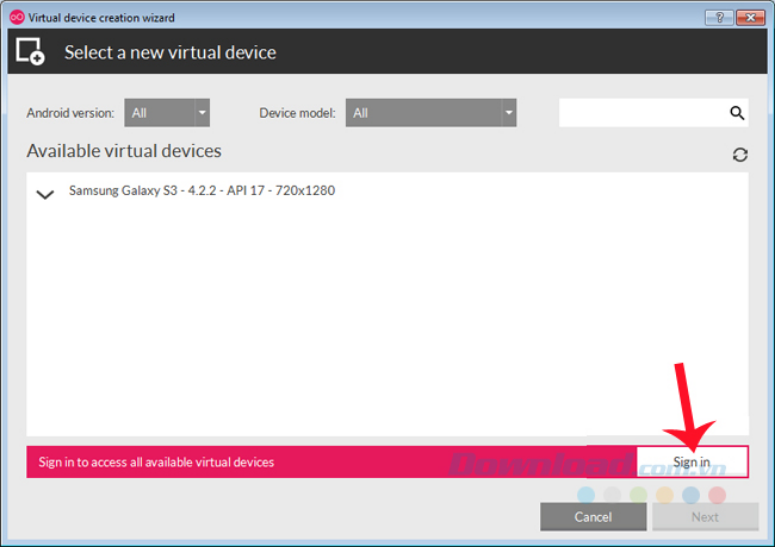 Virtual device creation wizard
Select a new virtual device
Android version: All Device model: All
Available virtual devices
Samsung Galaxy S3 - 4.2.2 - API 17 - 720x1280
Sign in to access all available virtual devices
Download.com.vn
Sign in
Cancel Next